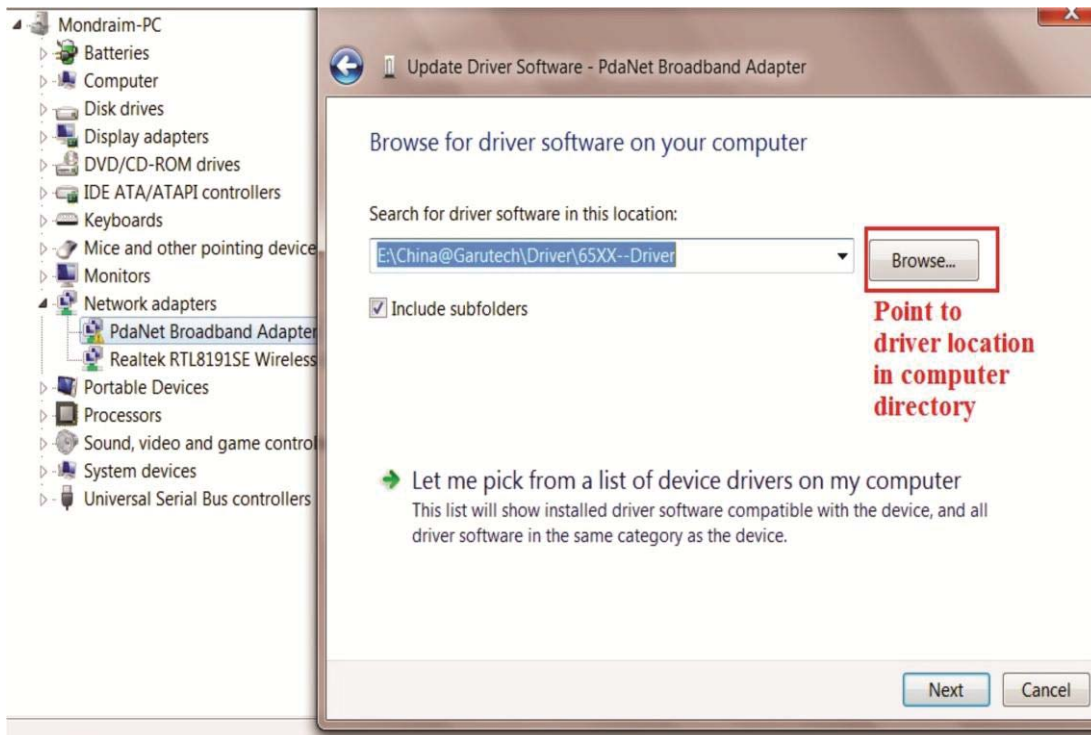 Mondraim-PC
Batteries
Computer
Disk drives
Display adapters
DVD/CD-ROM drives
IDE ATA/ATAPI controllers
Keyboards
Mice and other pointing device
Monitors
Network adapters
PdaNet Broadband Adapter
Realtek RTL8191SE Wireless
Portable Devices
Processors
Sound, video and game control
System devices
Universal Serial Bus controllers
Update Driver Software - PdaNet Broadband Adapter
Browse for driver software on your computer
Search for driver software in this location:
E:\China@Garutech\Driver\65XX--Driver
Browse...
Include subfolders
Point to
driver location
in computer
directory
Let me pick from a list of device drivers on my computer
This list will show installed driver software compatible with the device, and all
driver software in the same category as the device.
Next
Cancel